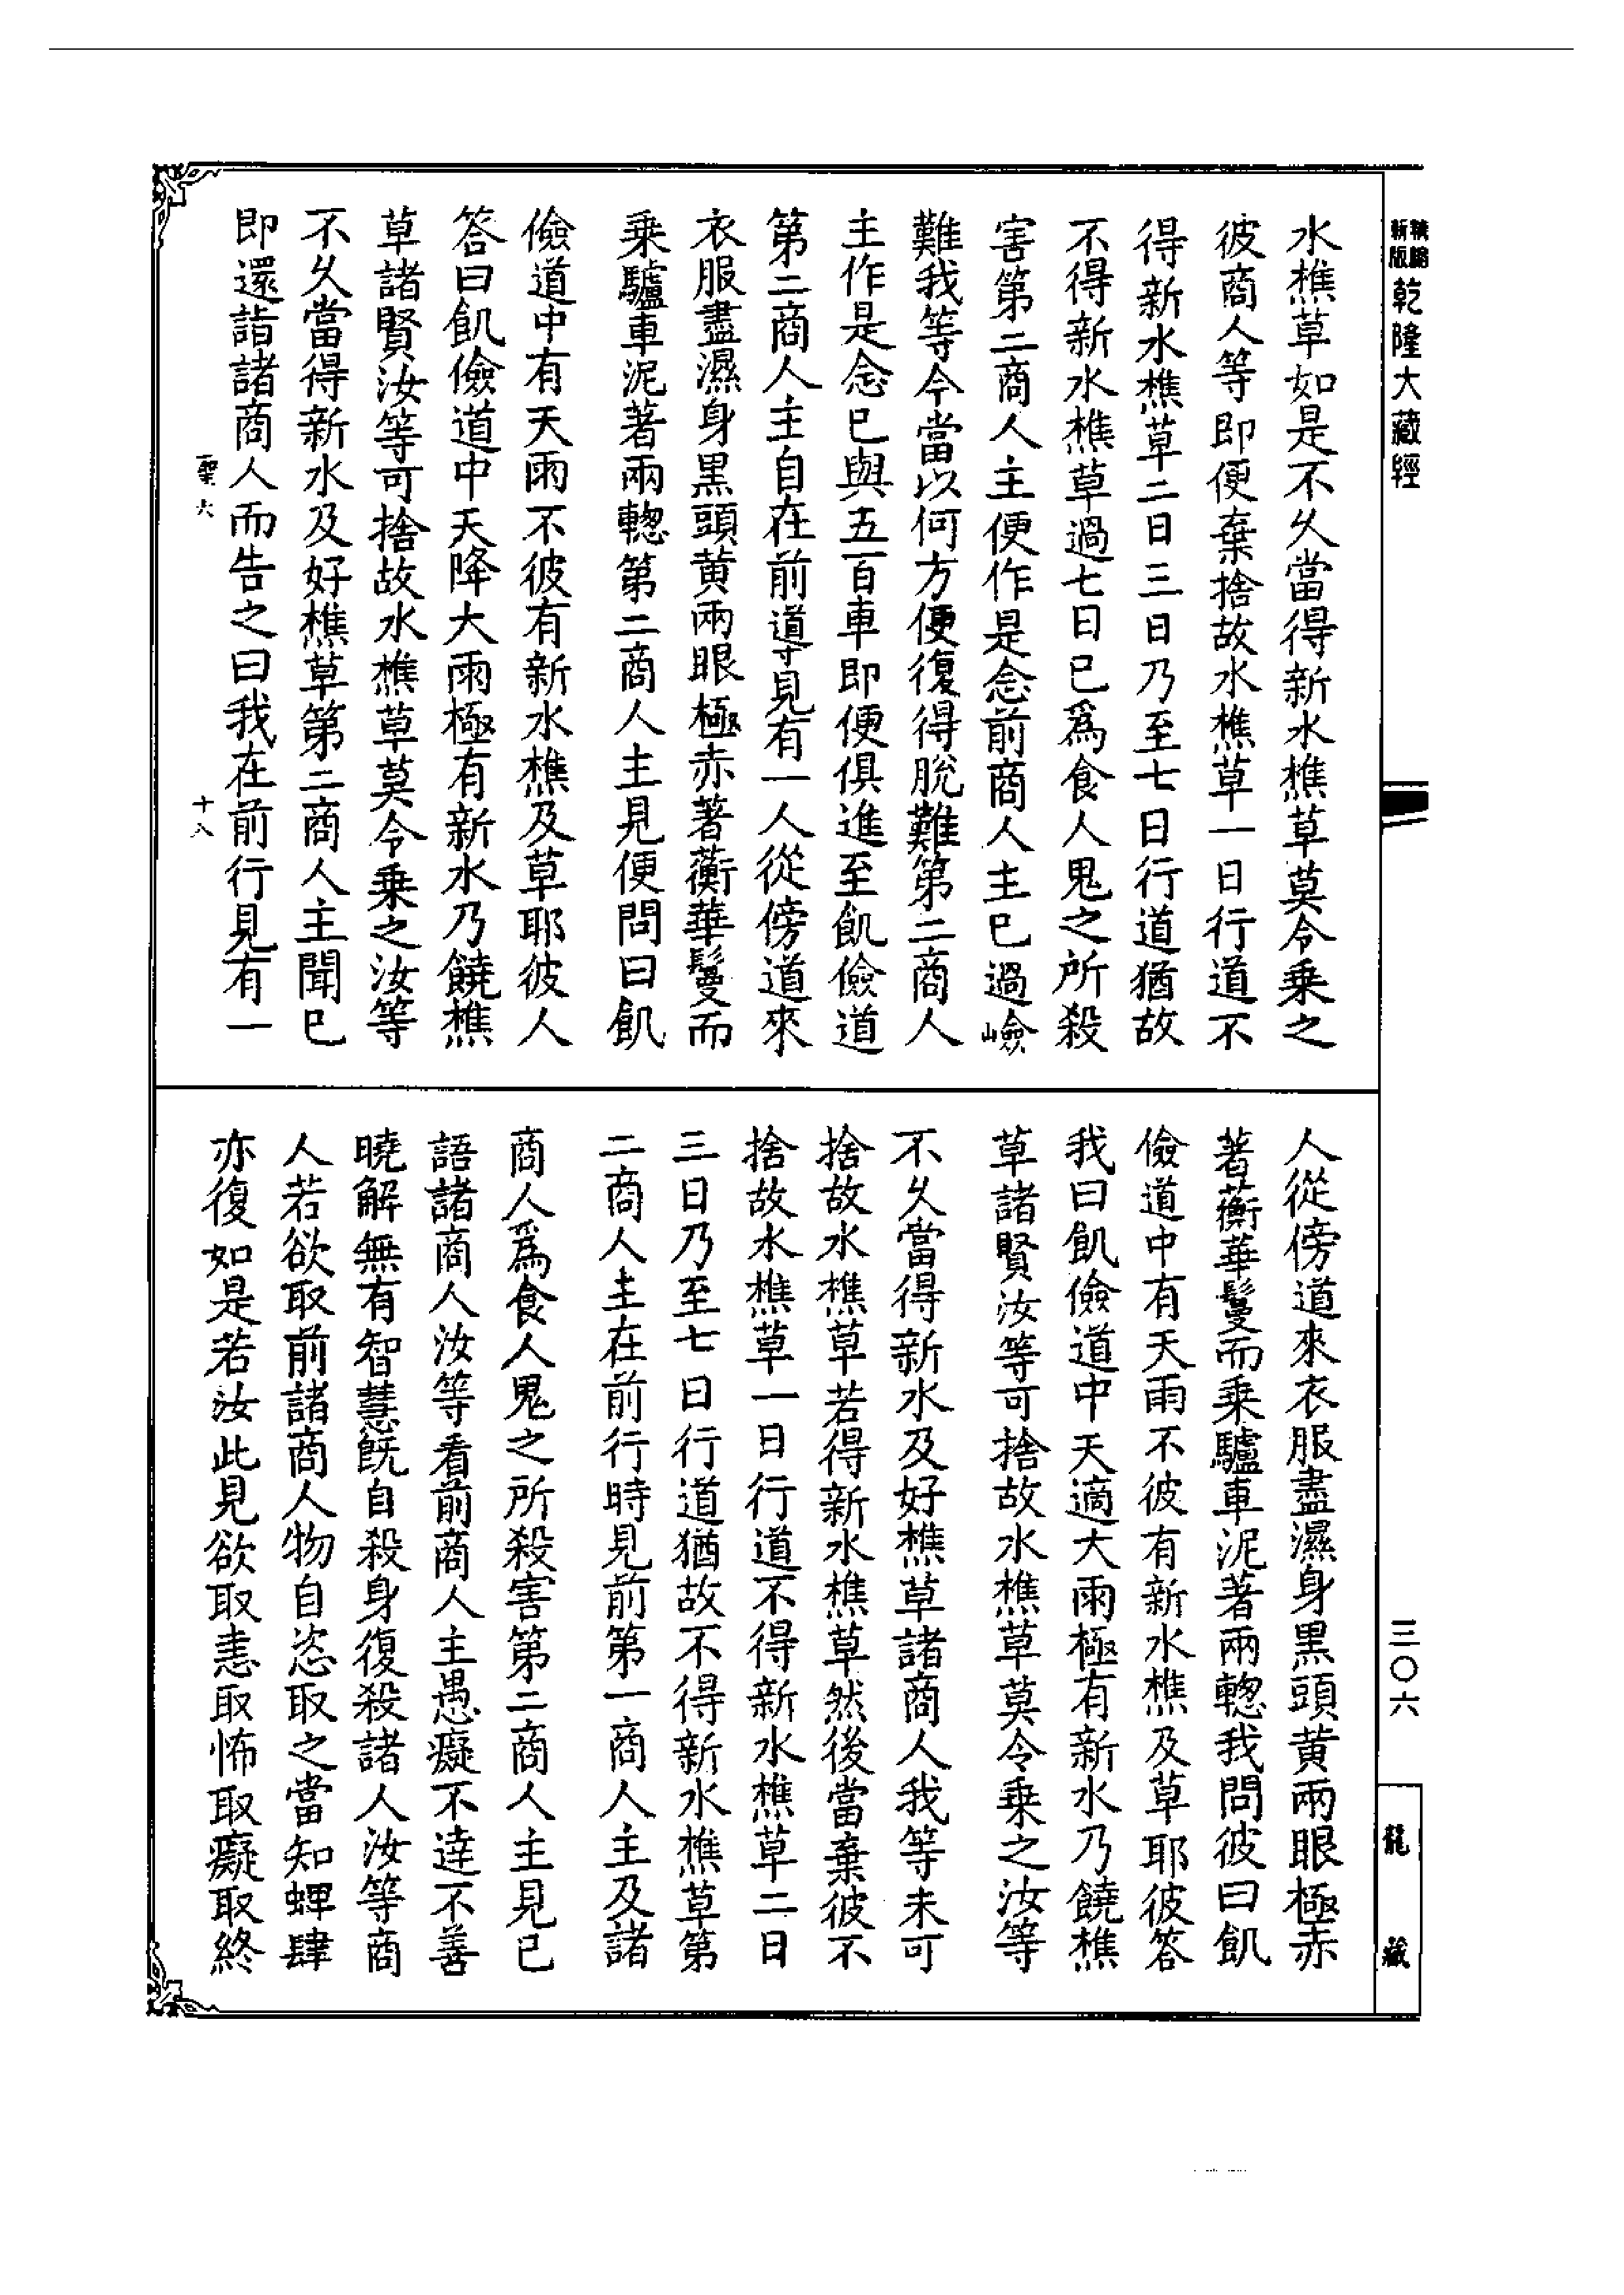 精縮新版乾隆大藏經
水樵草如是不久當得新水樵草莫令乘之
彼商人等即便棄捨故水樵草一日行道不
得新水樵草二日三日乃至七日行道猶故
不得新水樵草過七日已為食人鬼之所殺
害第二商人主便作是念前商人主已過嶮
難我等今當以何方便復得脫難第二商人
主作是念已與五百車即便俱進至飢儉道
第二商人主自在前導見有一人從傍道來
衣服盡濕身黑頭黃兩眼極赤著蘅華鬘而
乘驢車泥著兩轊第二商人主見便問曰飢
儉道中有天雨不彼有新水樵及草耶彼人
答曰飢儉道中天降大雨極有新水乃饒樵
草諸賢汝等可捨故水樵草莫令乘之汝等
不久當得新水及好樵草第二商人主聞已
即還詣諸商人而告之曰我在前行見有一
聖六 十八
人從傍道來衣服盡濕身黑頭黃兩眼極赤
著蘅華鬘而乘驢車泥著兩轊我問彼曰飢
儉道中有天雨不彼有新水樵及草耶彼答
我曰飢儉道中天適大雨極有新水乃饒樵
草諸賢汝等可捨故水樵草莫令乘之汝等
不久當得新水及好樵草諸商人我等未可
捨故水樵草若得新水樵草然後當棄彼不
捨故水樵草一日行道不得新水樵草二日
三日乃至七日行道猶故不得新水樵草第
二商人主在前行時見前第一商人主及諸
商人為食人鬼之所殺害第二商人主見已
語諸商人汝等看前商人主愚癡不達不善
曉解無有智慧既自殺身復殺諸人汝等商
人若欲取前諸商人物自恣取之當知蜱肆
亦復如是若汝此見欲取恚取怖取癡取終
三〇六
龍藏